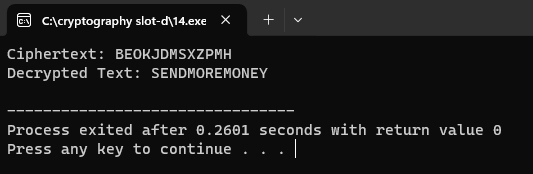 C:\cryptography slot-d\14.exe
Ciphertext: BEOKJDMSXZPMH
Decrypted Text: SENDMOREMONEY
--------------------------------
Process exited after 0.2601 seconds with return value 0
Press any key to continue . . .